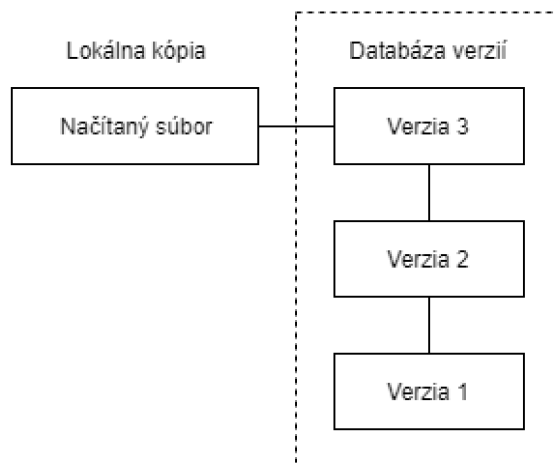 Lokálna kópia
Databáza verzií
Načítaný súbor
Verzia 3
Verzia 2
Verzia 1